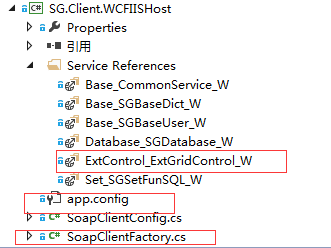 SG.Client.WCFIISHost
Properties
引用
Service References
Base_CommonService_W
Base_SGBaseDict_W
Base_SGBaseUser_W
Database_SGDatabase_W
ExtControl_ExtGridControl_W
Set_SGSetFunSQL_W
app.config
SoapClientConfig.cs
SoapClientFactory.cs